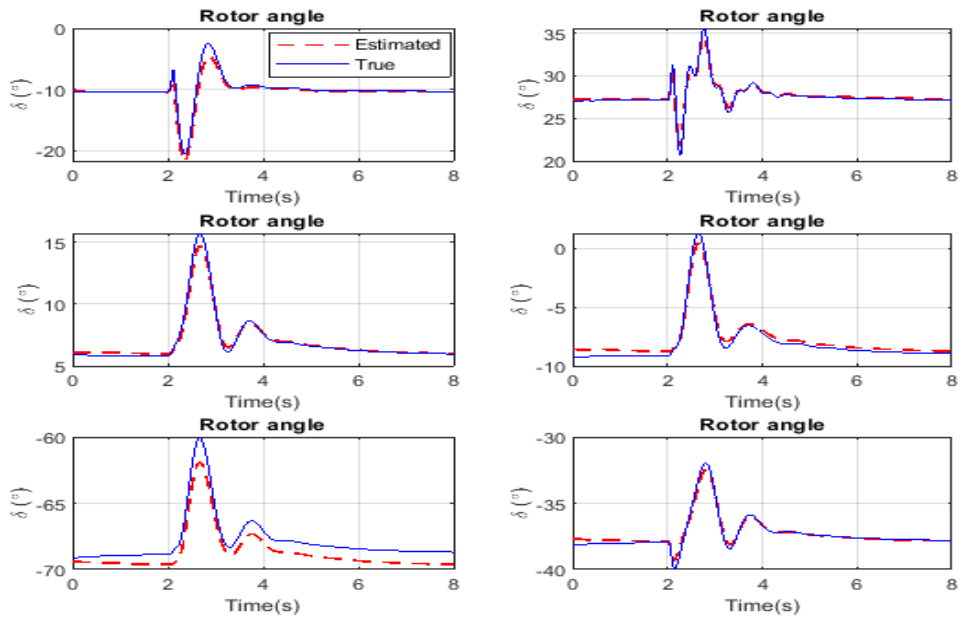 Rotor angle
0
-10
-20
δ (°)
0 2 4 6 8
Time(s)
Estimated
True
Rotor angle
35
30
25
20
δ (°)
0 2 4 6 8
Time(s)
Rotor angle
15
10
5
δ (°)
0 2 4 6 8
Time(s)
Rotor angle
0
-5
-10
δ (°)
0 2 4 6 8
Time(s)
Rotor angle
-60
-65
-70
δ (°)
0 2 4 6 8
Time(s)
Rotor angle
-30
-35
-40
δ (°)
0 2 4 6 8
Time(s)